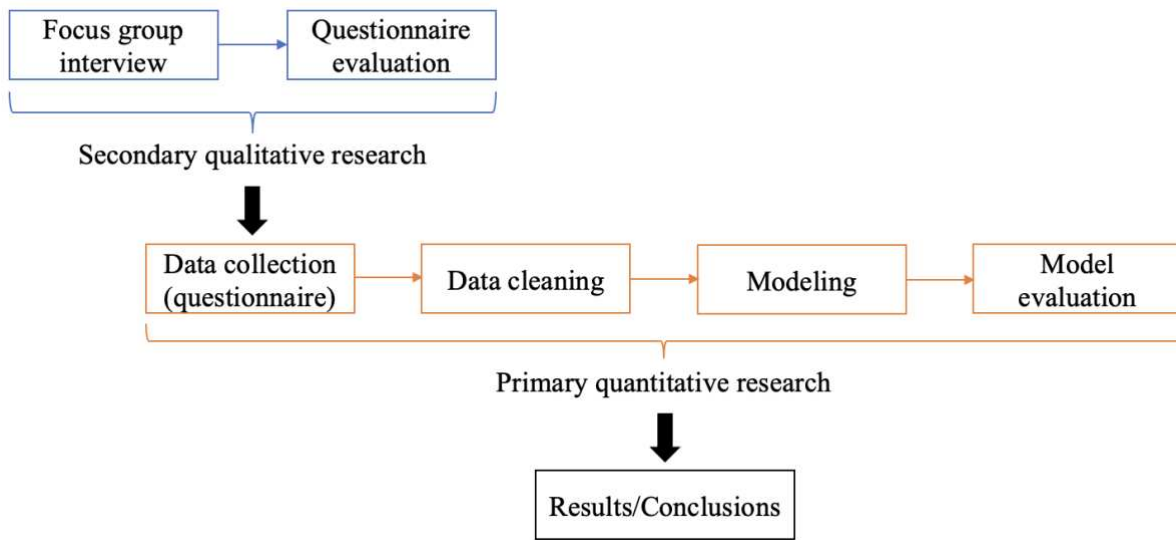 Focus group
interview
Questionnaire
evaluation
Secondary qualitative research
Data collection
(questionnaire)
Data cleaning
Modeling
Model
evaluation
Primary quantitative research
Results/Conclusions